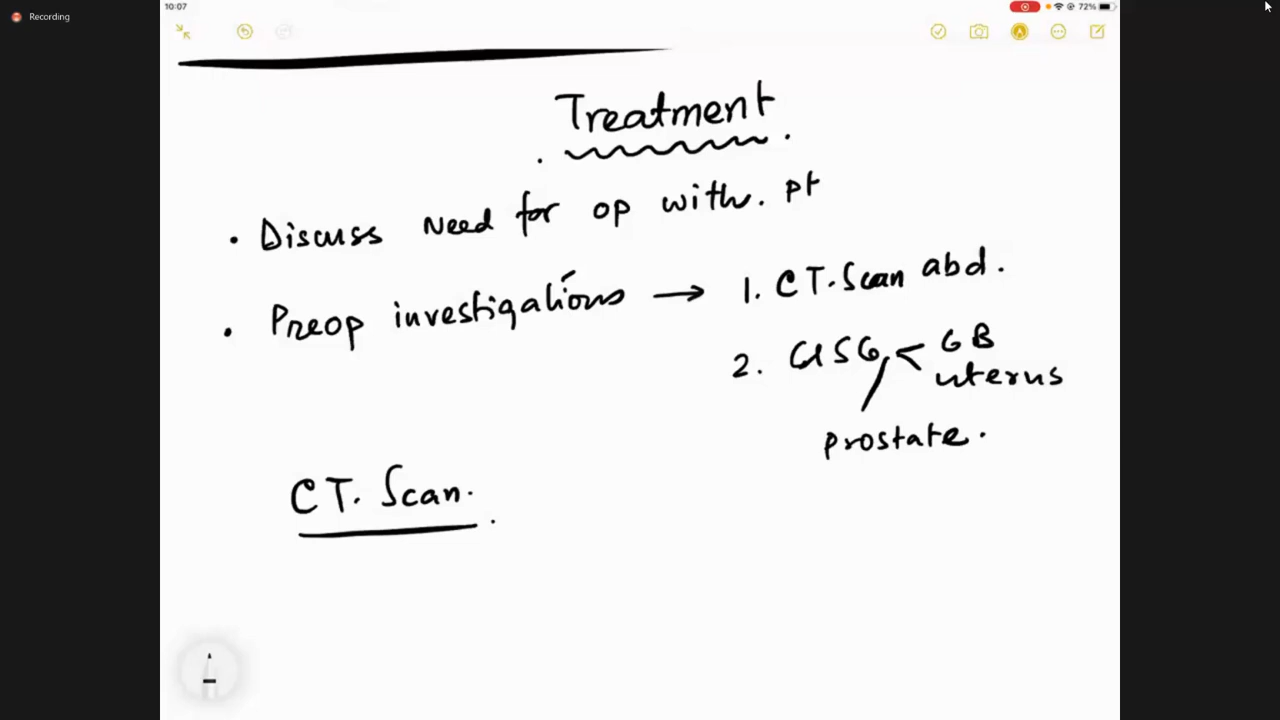 Recording
10:07
72%
Treatment
• Discuss Need for op with. pt
• Preop investigations → 1. CT. Scan abd.
2. USG < GB
uterus
prostate.
CT. Scan.